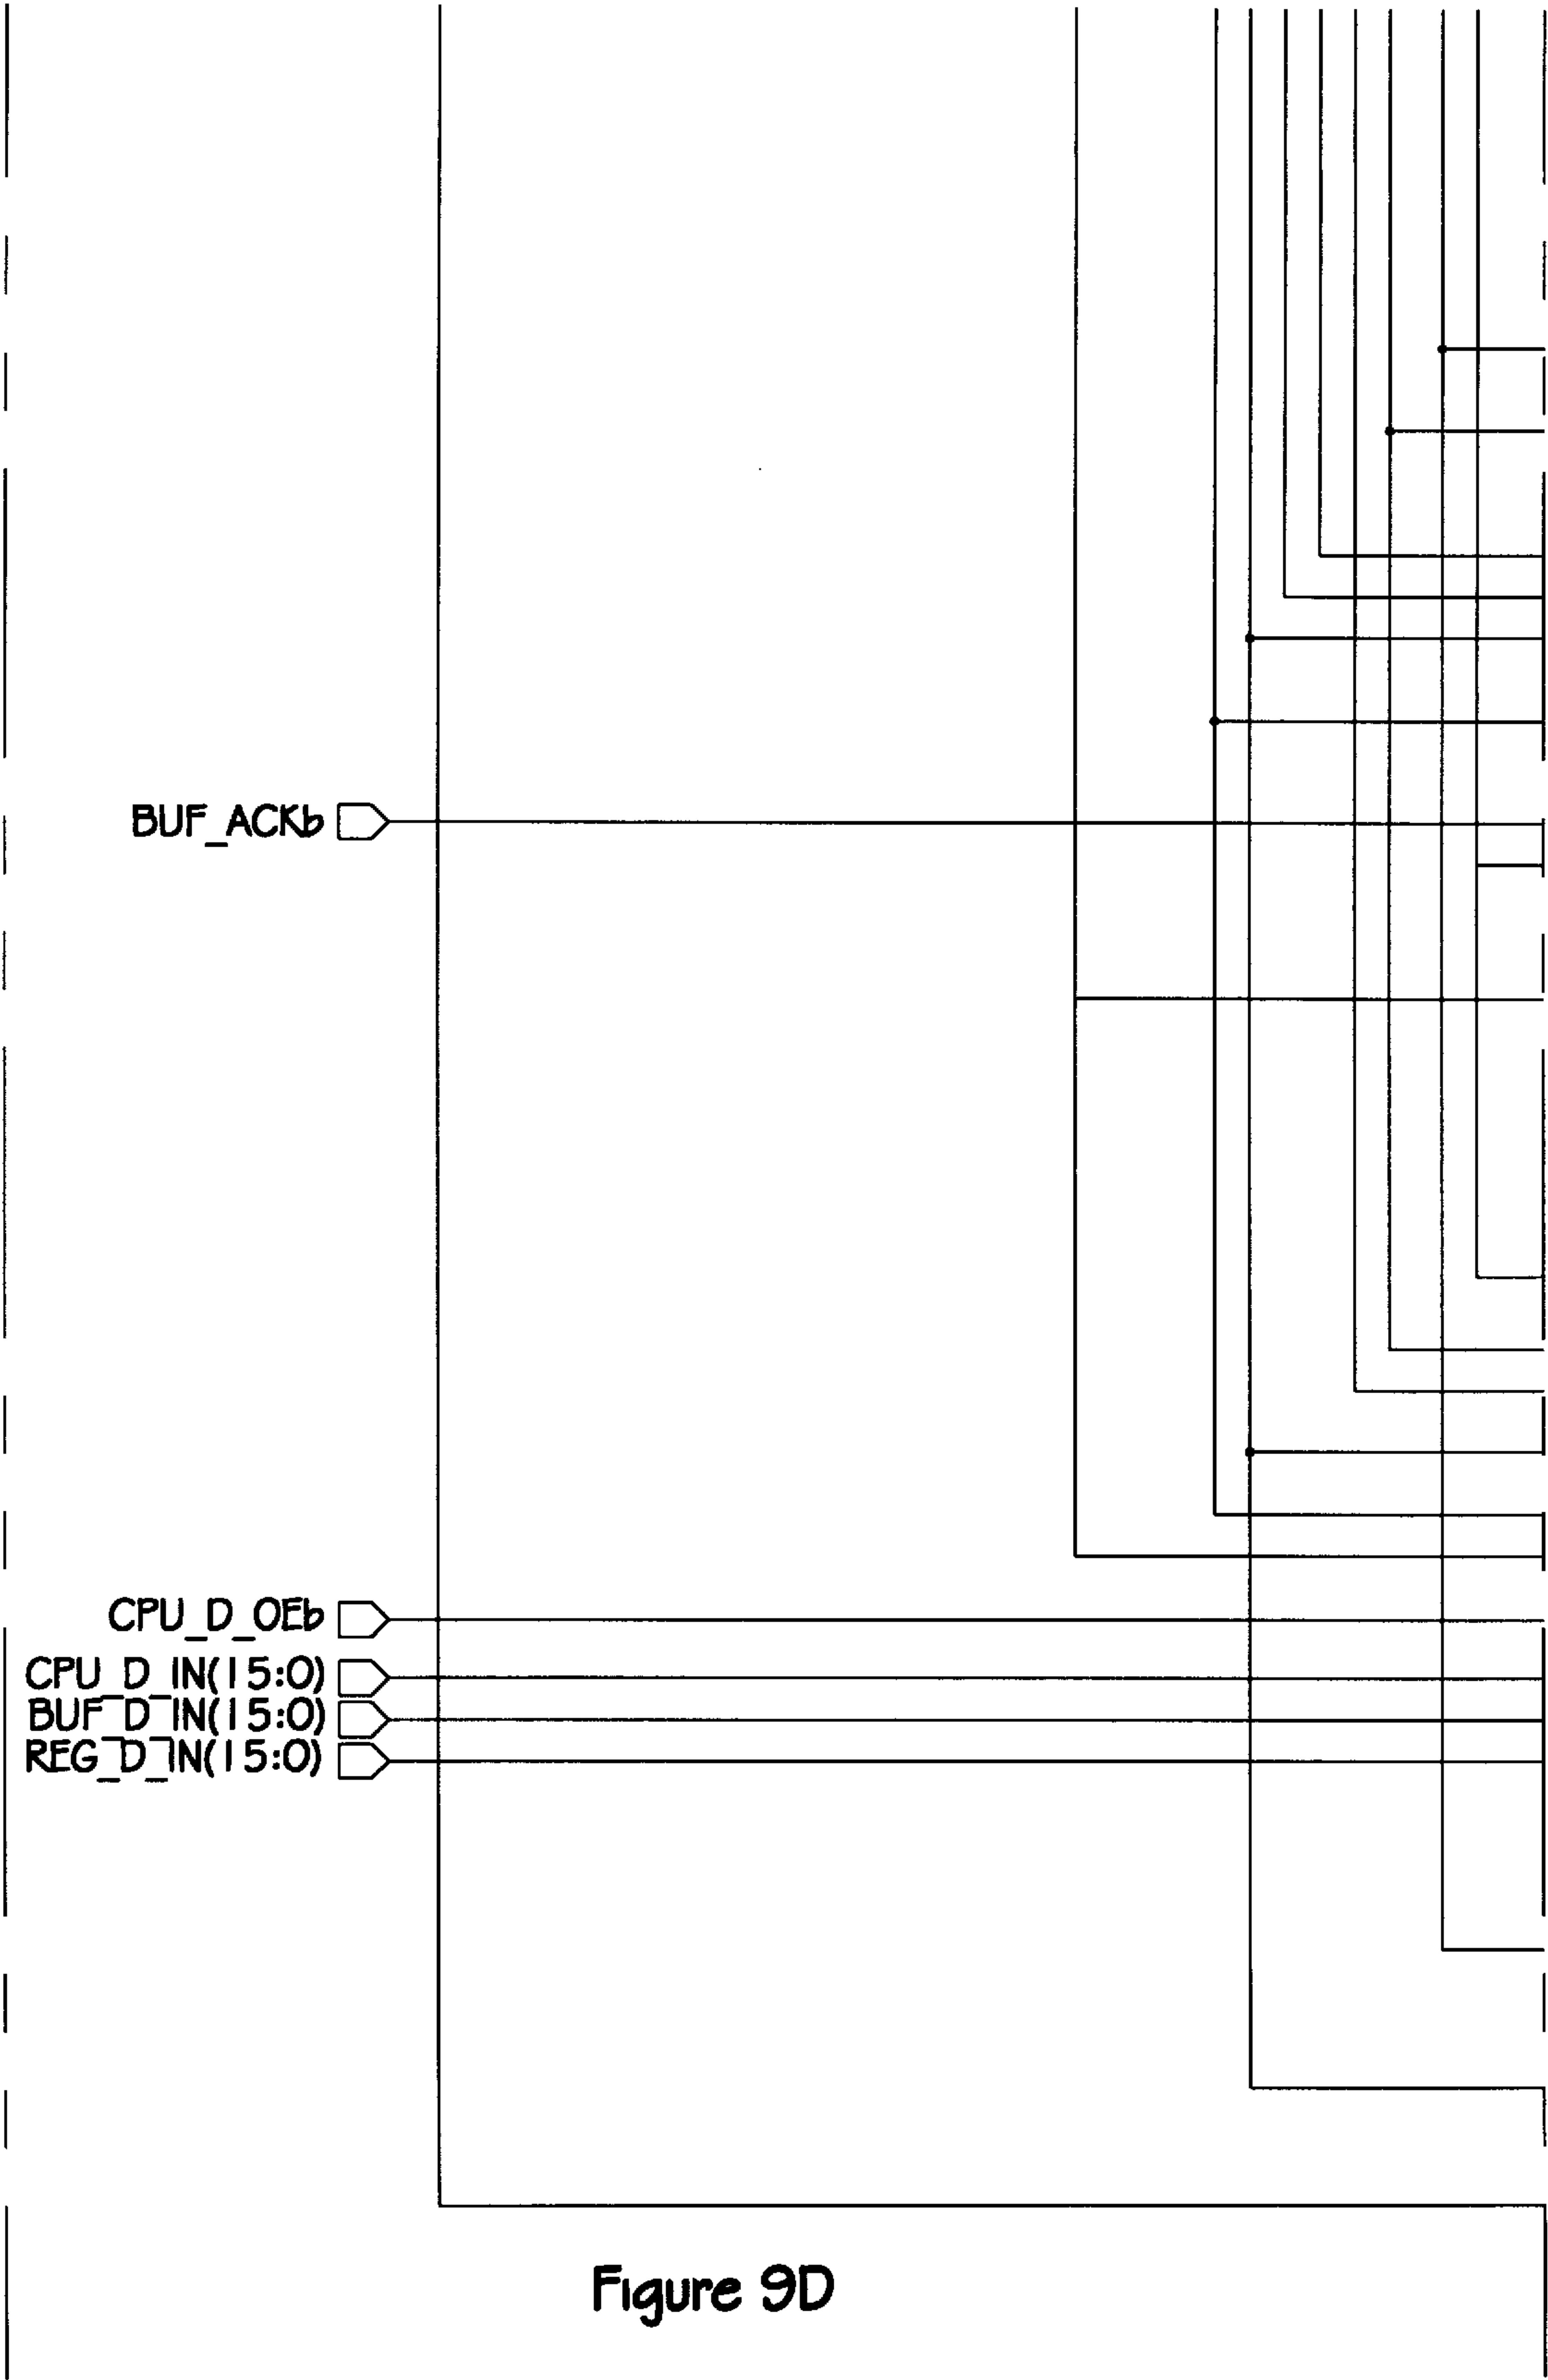 BUF_ACKb
CPU_D_OEb
CPU_D_IN(15:0)
BUF_D_IN(15:0)
REG_D_IN(15:0)
Figure 9D